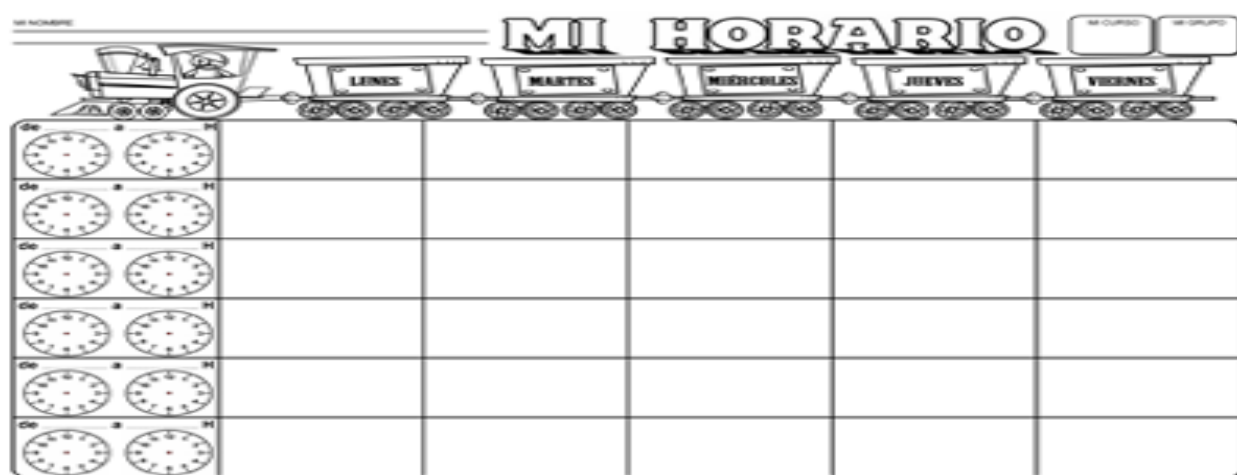 MI NOMBRE
MI HORARIO
MI CURSO MI GRUPO
LUNES MARTES MIÉRCOLES JUEVES VIERNES
de a H
de a H
de a H
de a H
de a H
de a H